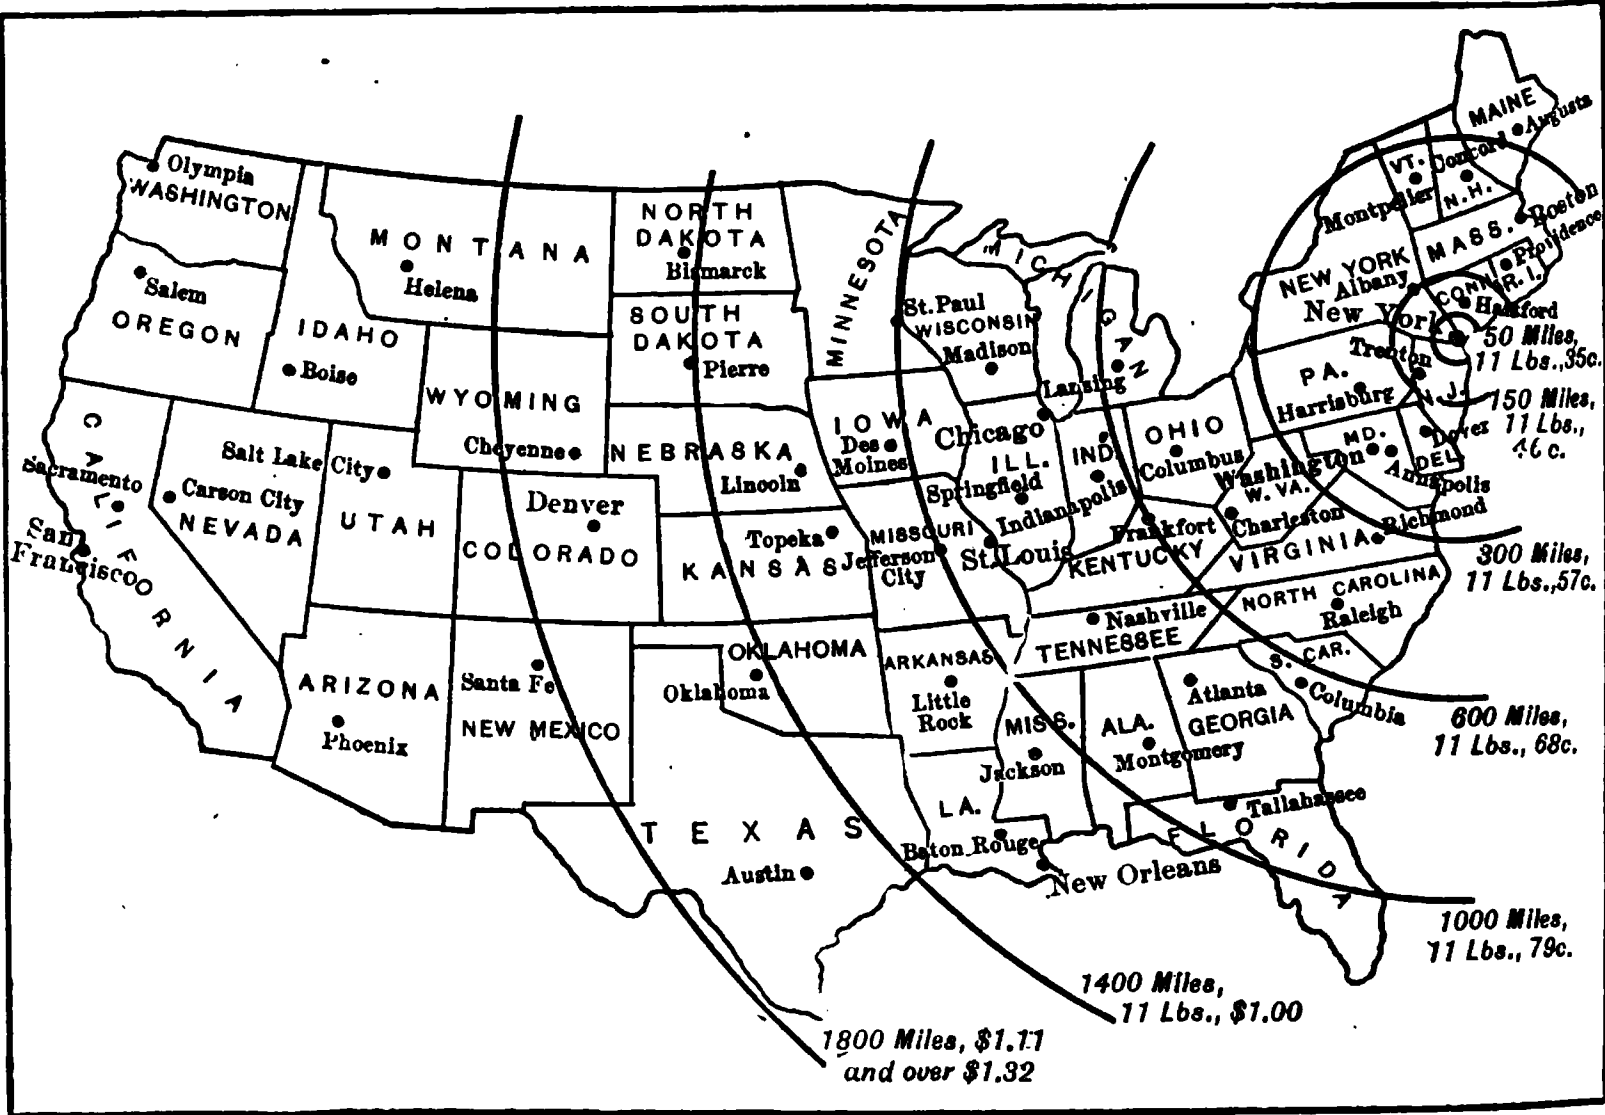 MAINE
Augusta
VT.
Concord
Montpelier
N.H.
Boston
MASS.
Providence
CONN.
R. I.
Hartford
NEW YORK
Albany
New York
50 Miles,
11 Lbs., 35c.
Trenton
PA.
Harrisburg
N. J.
150 Miles,
11 Lbs.,
46 c.
Dover
MD.
DEL.
Annapolis
Washington
W. VA.
Charleston
Richmond
VIRGINIA
300 Miles,
11 Lbs., 57c.
Olympia
WASHINGTON
Salem
OREGON
IDAHO
Boise
MONTANA
Helena
WYOMING
Cheyenne
NORTH
DAKOTA
Bismarck
SOUTH
DAKOTA
Pierre
NEBRASKA
Lincoln
MINNESOTA
St. Paul
WISCONSIN
Madison
MICHIGAN
Lansing
IOWA
Des
Moines
Chicago
ILL.
Springfield
IND.
Indianapolis
OHIO
Columbus
Frankfort
KENTUCKY
CALIFORNIA
Sacramento
San
Francisco
Carson City
NEVADA
Salt Lake City
UTAH
Denver
COLORADO
Topeka
KANSAS
MISSOURI
Jefferson
City
St. Louis
Nashville
TENNESSEE
NORTH CAROLINA
Raleigh
S. CAR.
Columbia
600 Miles,
11 Lbs., 68c.
ARIZONA
Phoenix
Santa Fe
NEW MEXICO
OKLAHOMA
Oklahoma
ARKANSAS
Little
Rock
MISS.
Jackson
ALA.
Montgomery
Atlanta
GEORGIA
Tallahassee
FLORIDA
TEXAS
Austin
LA.
Baton Rouge
New Orleans
1000 Miles,
11 Lbs., 79c.
1400 Miles,
11 Lbs., $1.00
1800 Miles, $1.11
and over $1.32